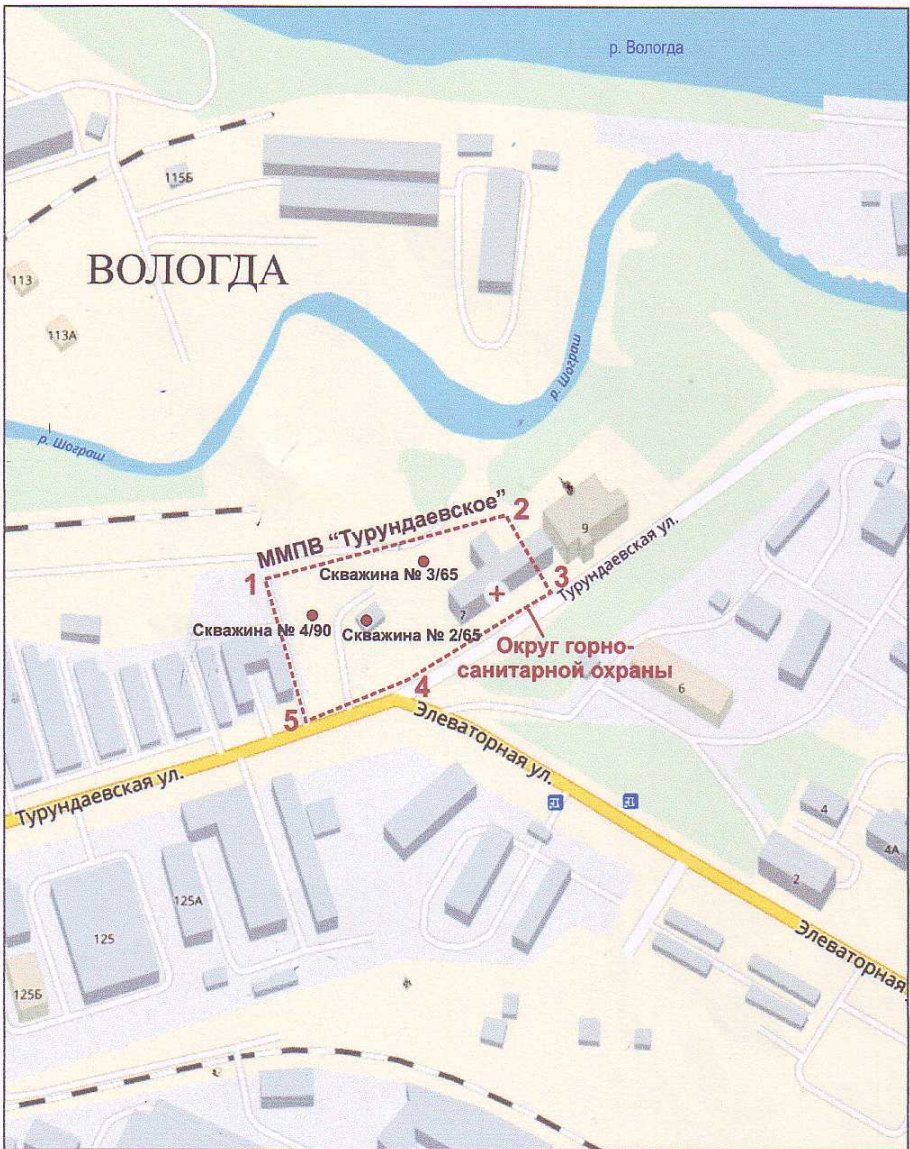 р. Вологда
115Б
ВОЛОГДА
113
113А
р. Шограш
р. Шограш
ММПВ “Турундаевское”
2
9
1
Скважина № 3/65
3
Турундаевская ул.
7
Скважина № 4/90
Скважина № 2/65
Округ горно-
санитарной охраны
6
4
5
Элеваторная ул.
Турундаевская ул.
4
4А
2
125А
125
Элеваторная
125Б